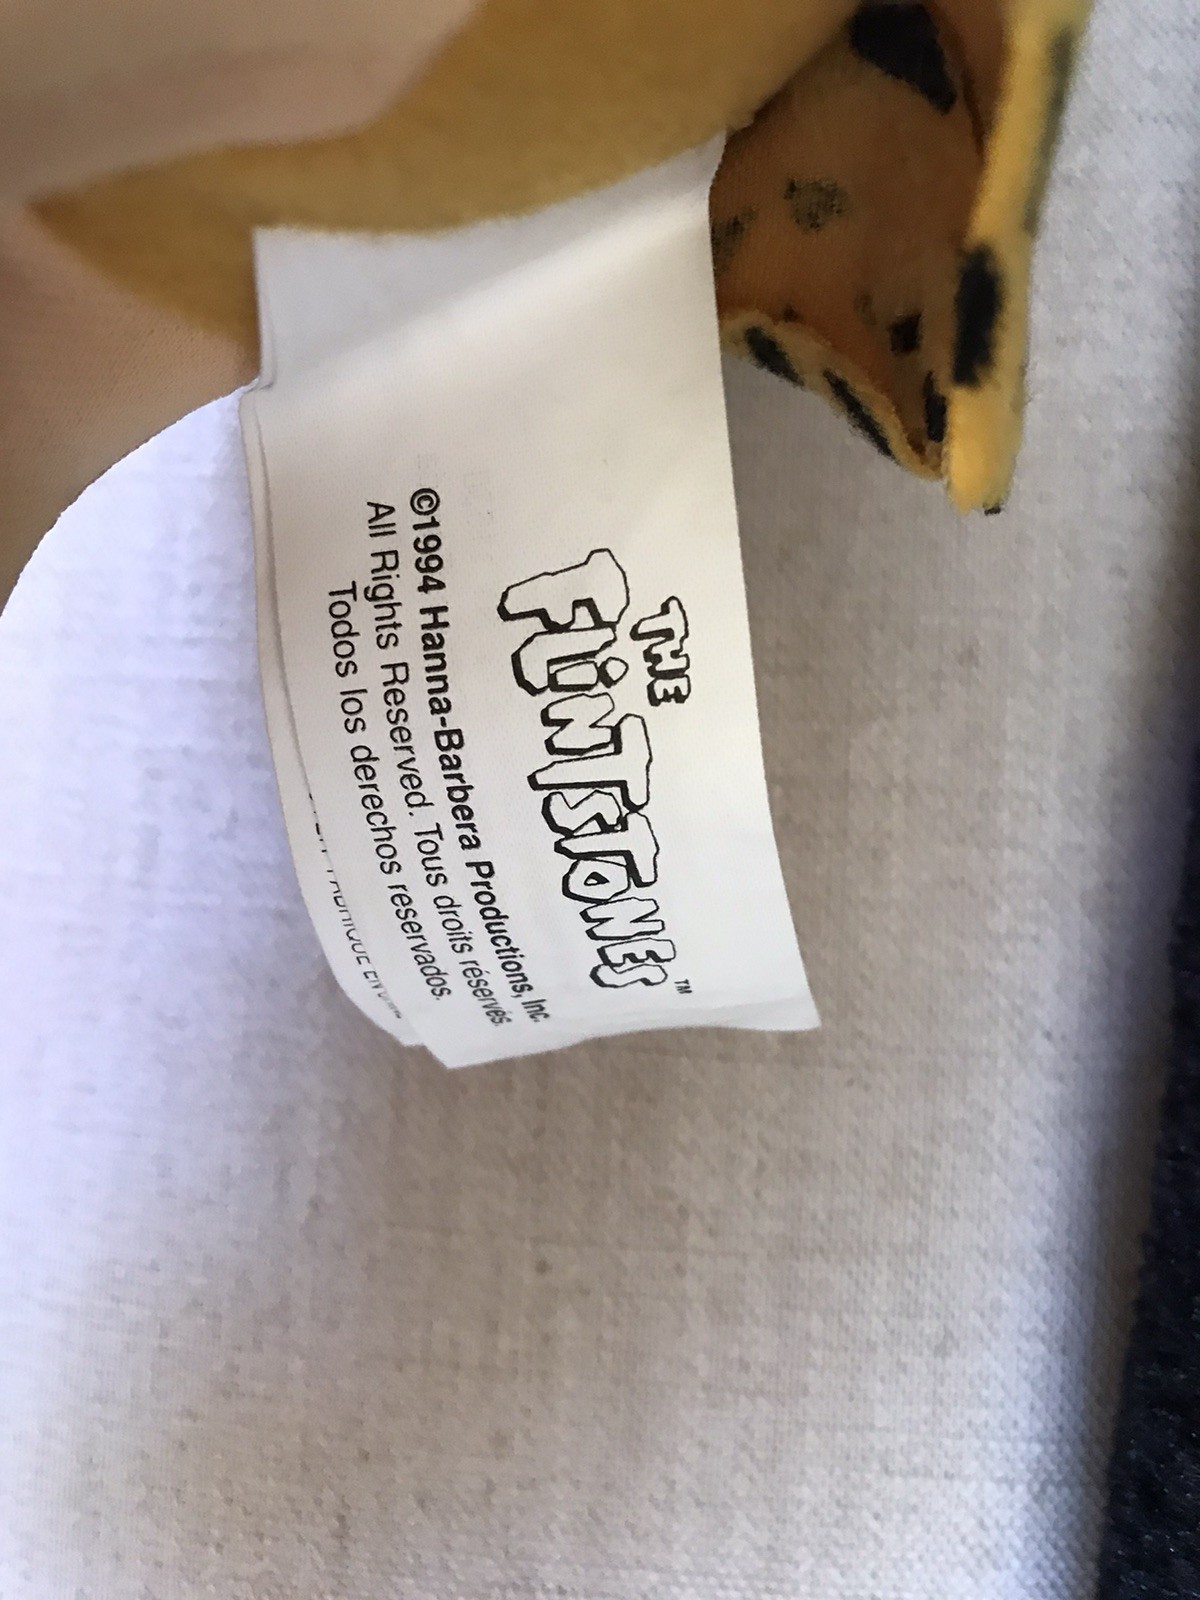 THE
FLiNTSTONES™
©1994 Hanna-Barbera Productions, Inc.
All Rights Reserved. Tous droits réservés.
Todos los derechos reservados.